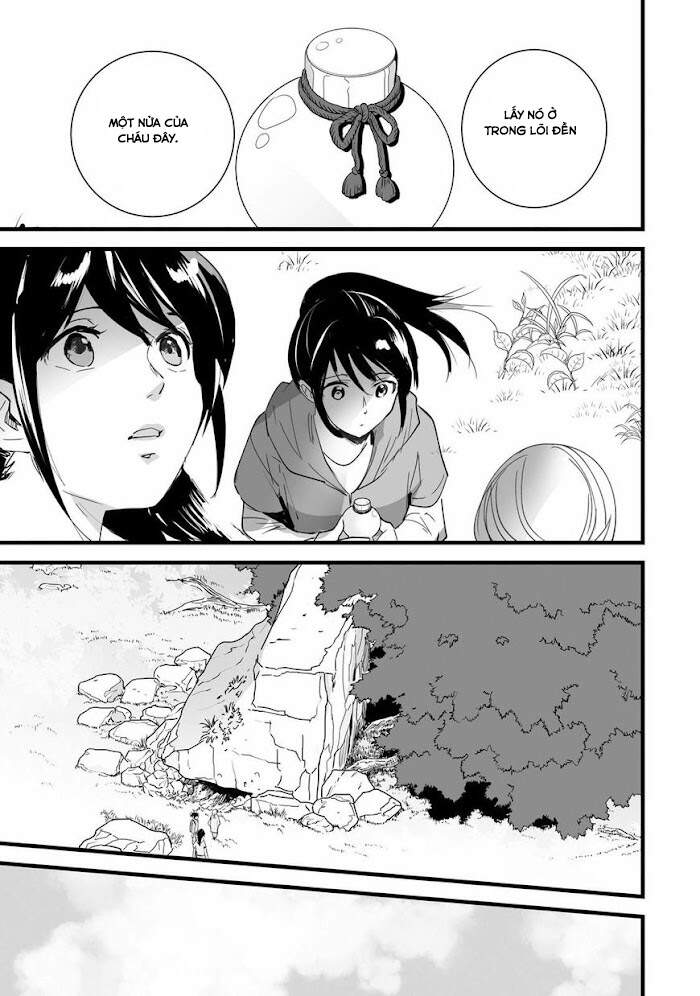 LẤY NÓ Ở
TRONG LÕI ĐỀN
MỘT NỬA CỦA
CHÁU ĐÂY.